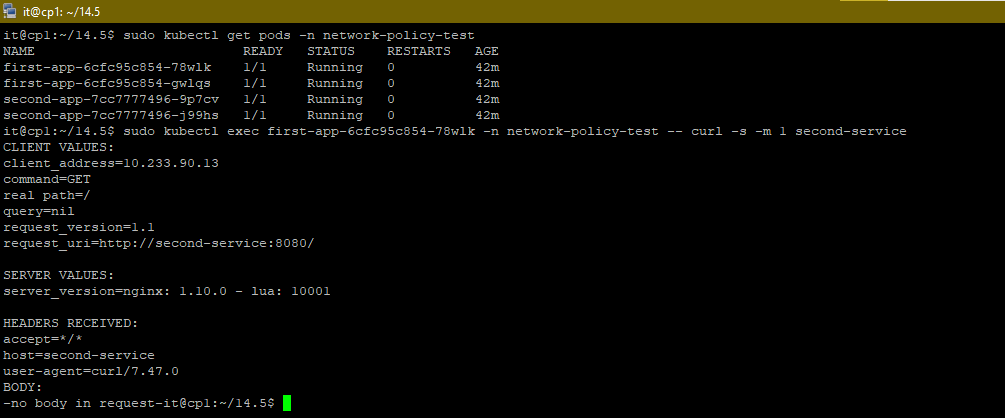 it@cp1: ~/14.5
it@cp1:~/14.5$ sudo kubectl get pods -n network-policy-test
NAME                          READY   STATUS    RESTARTS   AGE
first-app-6cfc95c854-78wlk    1/1     Running   0          42m
first-app-6cfc95c854-gwlqs    1/1     Running   0          42m
second-app-7cc7777496-9p7cv   1/1     Running   0          42m
second-app-7cc7777496-j99hs   1/1     Running   0          42m
it@cp1:~/14.5$ sudo kubectl exec first-app-6cfc95c854-78wlk -n network-policy-test -- curl -s -m 1 second-service
CLIENT VALUES:
client_address=10.233.90.13
command=GET
real path=/
query=nil
request_version=1.1
request_uri=http://second-service:8080/

SERVER VALUES:
server_version=nginx: 1.10.0 - lua: 10001

HEADERS RECEIVED:
accept=*/*
host=second-service
user-agent=curl/7.47.0
BODY:
-no body in request-it@cp1:~/14.5$